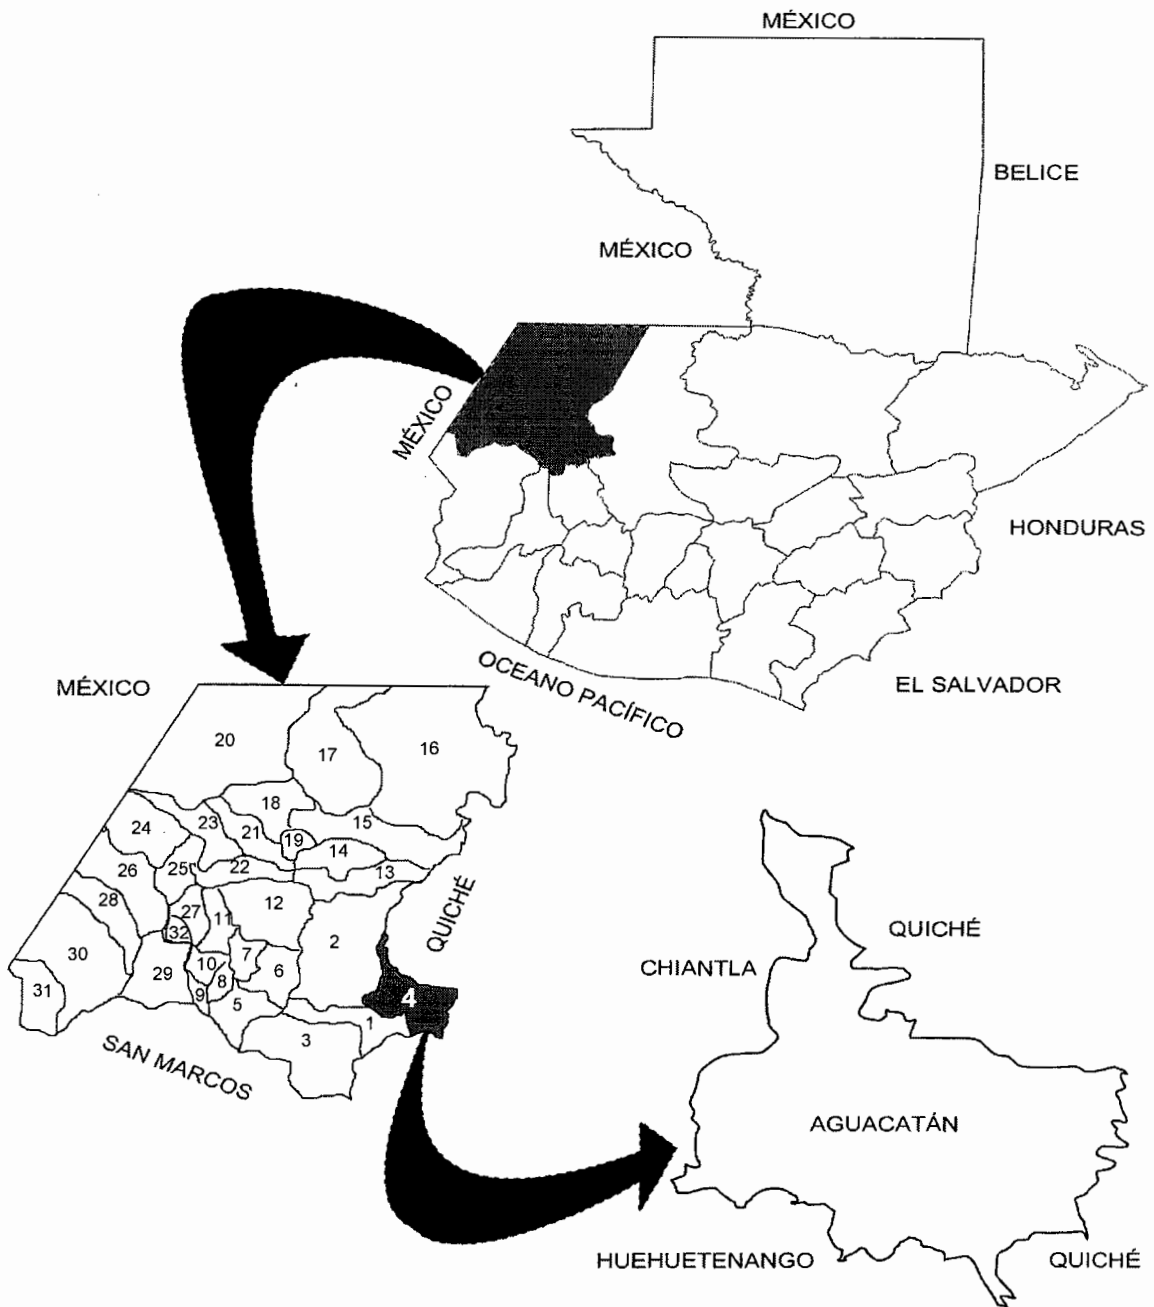 MÉXICO
BELICE
MÉXICO
MÉXICO
HONDURAS
OCEANO PACÍFICO
EL SALVADOR
MÉXICO
20
17
16
18
15
24
23
21
19
14
26
25
22
13
28
27
11
12
QUICHÉ
32
2
30
29
10
7
6
31
9
8
4
5
1
3
SAN MARCOS
QUICHÉ
CHIANTLA
AGUACATÁN
HUEHUETENANGO
QUICHÉ